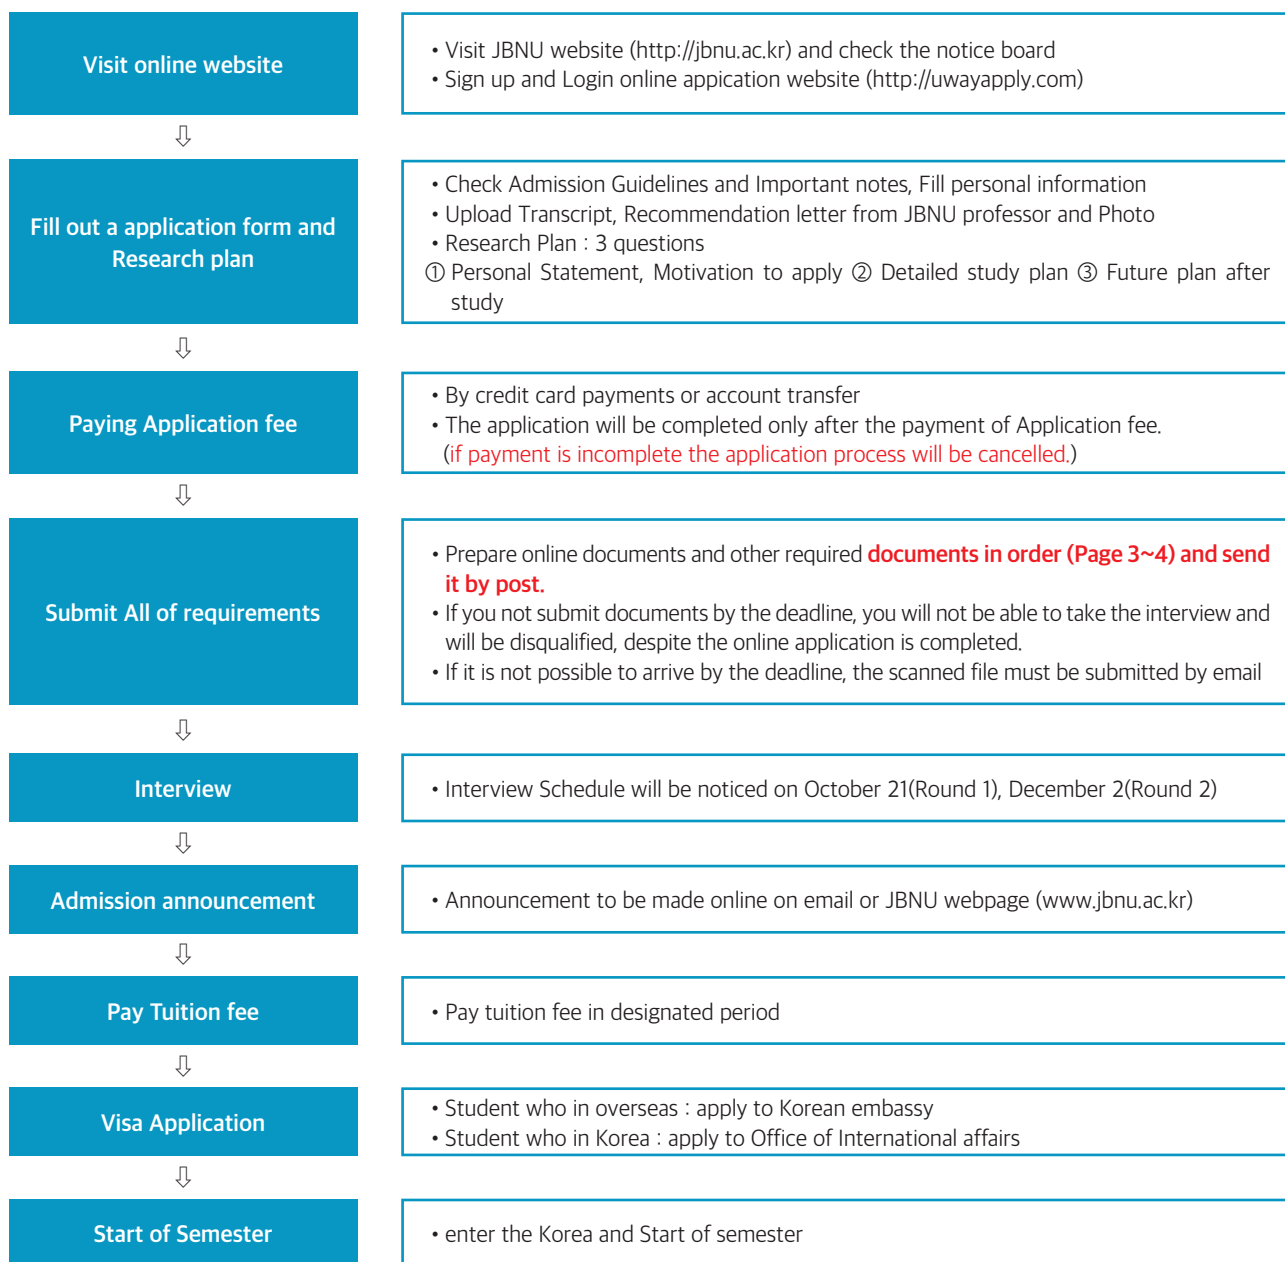 Visit online website
• Visit JBNU website (http://jbnu.ac.kr) and check the notice board
• Sign up and Login online appication website (http://uwayapply.com)
⇩
Fill out a application form and
Research plan
• Check Admission Guidelines and Important notes, Fill personal information
• Upload Transcript, Recommendation letter from JBNU professor and Photo
• Research Plan : 3 questions
① Personal Statement, Motivation to apply ② Detailed study plan ③ Future plan after
study
⇩
Paying Application fee
• By credit card payments or account transfer
• The application will be completed only after the payment of Application fee.
(if payment is incomplete the application process will be cancelled.)
⇩
Submit All of requirements
• Prepare online documents and other required documents in order (Page 3~4) and send
it by post.
• If you not submit documents by the deadline, you will not be able to take the interview and
will be disqualified, despite the online application is completed.
• If it is not possible to arrive by the deadline, the scanned file must be submitted by email
⇩
Interview
• Interview Schedule will be noticed on October 21(Round 1), December 2(Round 2)
⇩
Admission announcement
• Announcement to be made online on email or JBNU webpage (www.jbnu.ac.kr)
⇩
Pay Tuition fee
• Pay tuition fee in designated period
⇩
Visa Application
• Student who in overseas : apply to Korean embassy
• Student who in Korea : apply to Office of International affairs
⇩
Start of Semester
• enter the Korea and Start of semester